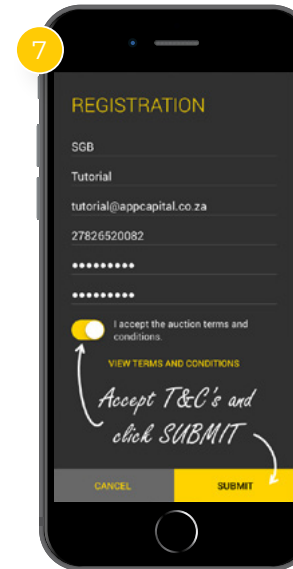 7
REGISTRATION
SGB
Tutorial
tutorial@appcapital.co.za
27826520082
•••••••••
•••••••••
I accept the auction terms and
conditions.
VIEW TERMS AND CONDITIONS
Accept T&C's and
click SUBMIT
CANCEL
SUBMIT